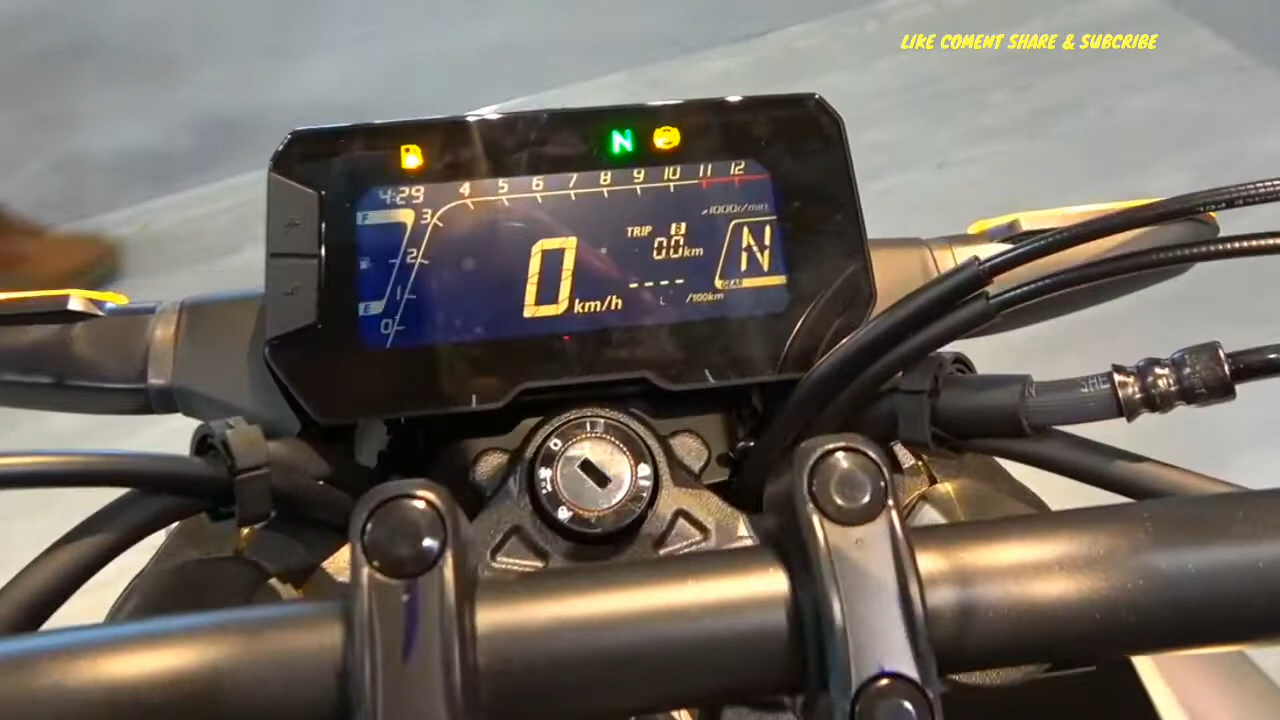 LIKE COMENT SHARE & SUBCRIBE
N
4:29
0 1 2 3 4 5 6 7 8 9 10 11 12
x1000r/min
F
TRIP B
0.0km
N
0 km/h
GEAR
E
---- L/100km